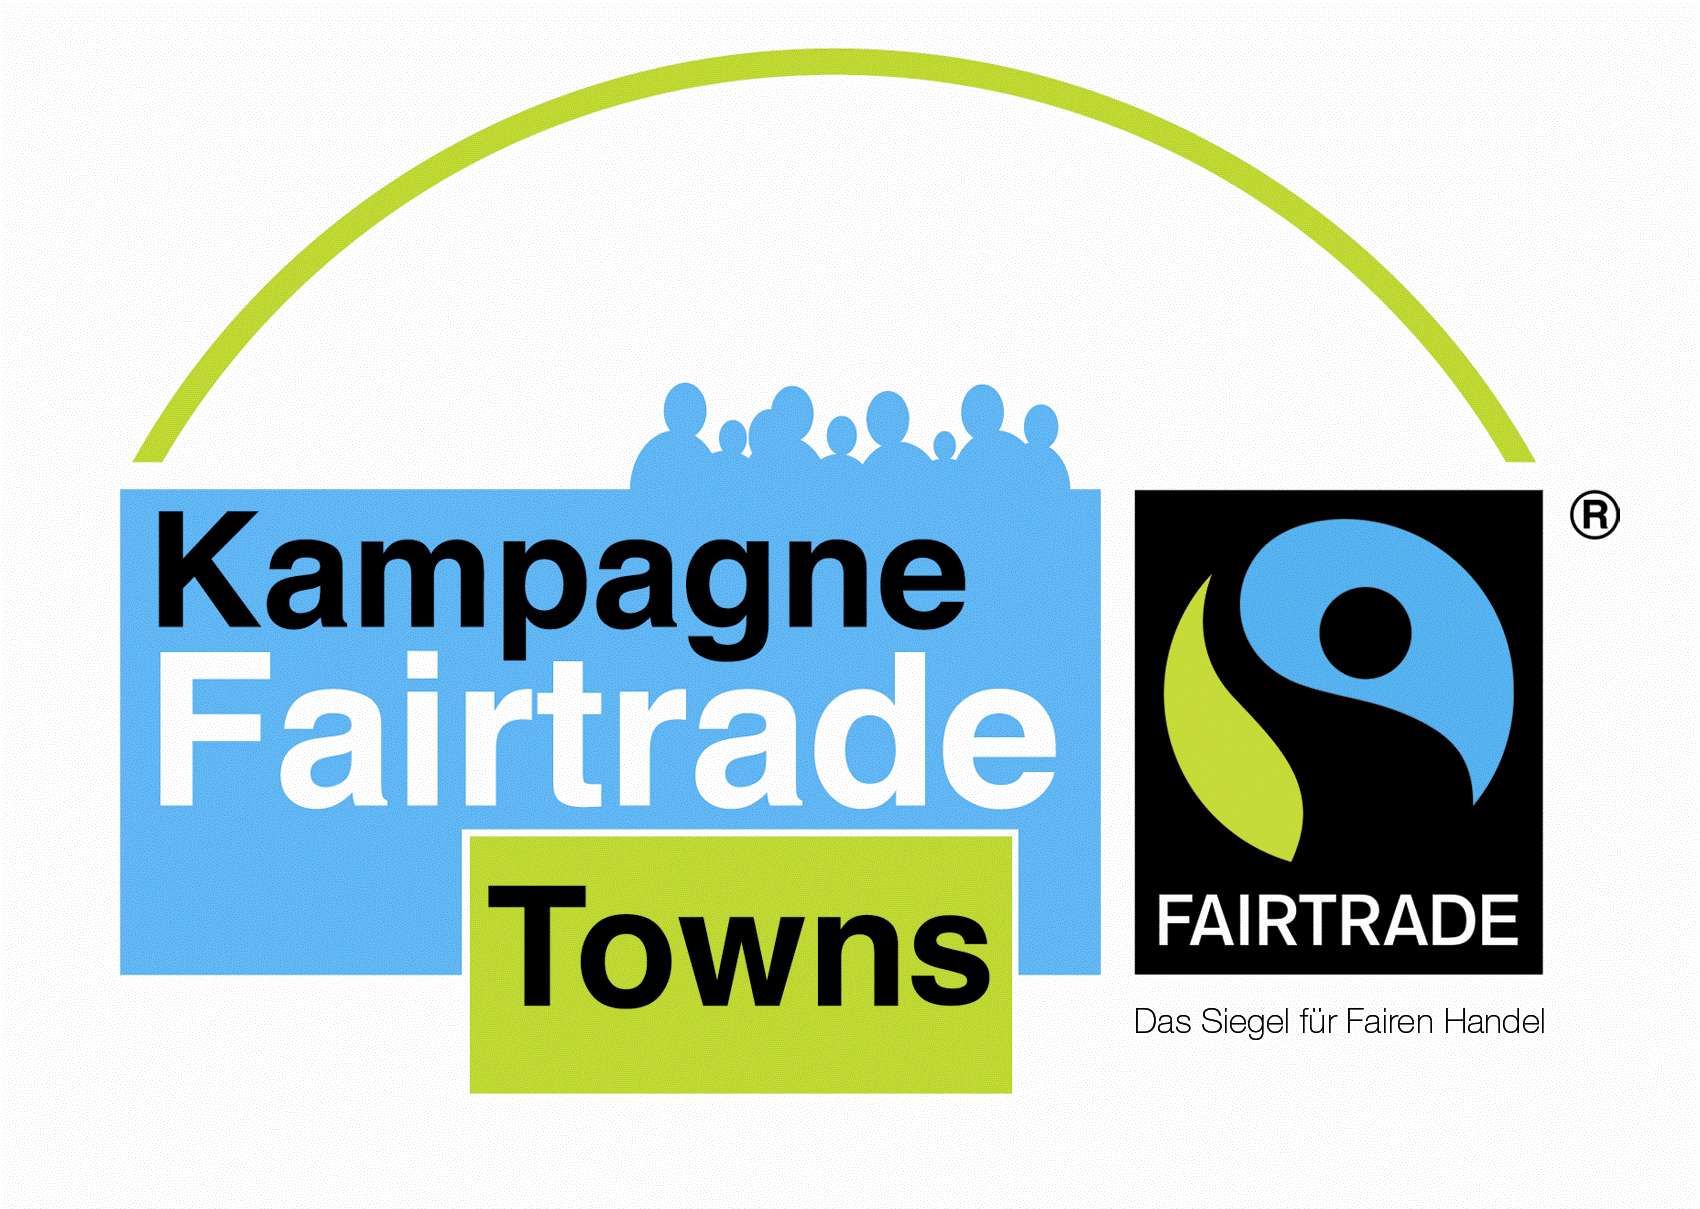 Kampagne
Fairtrade
Towns
®
FAIRTRADE
Das Siegel für Fairen Handel